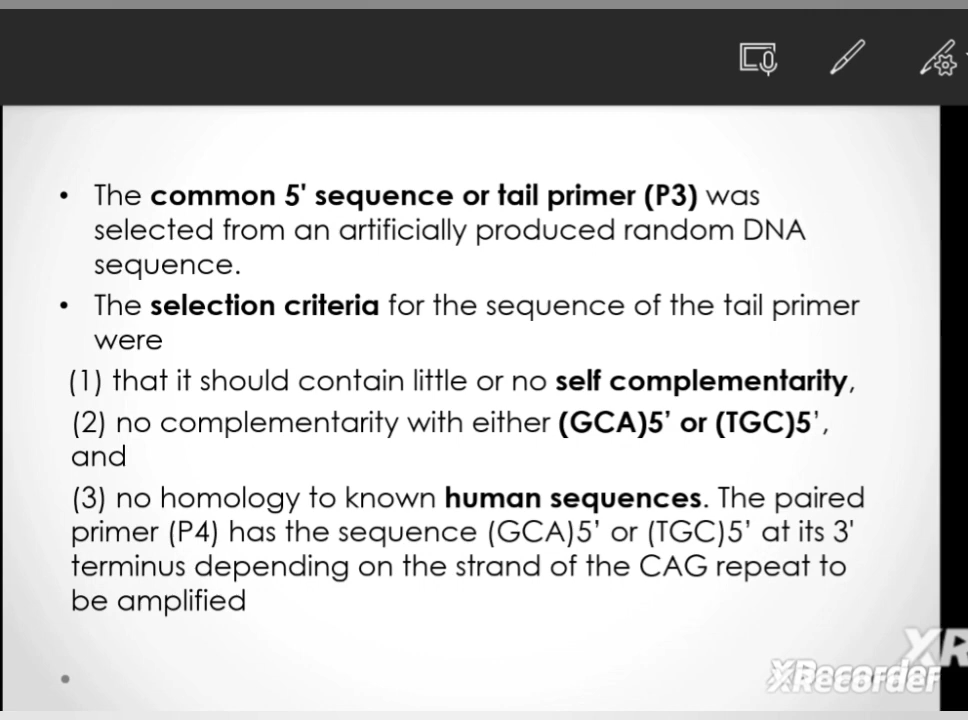 • The common 5' sequence or tail primer (P3) was
selected from an artificially produced random DNA
sequence.
• The selection criteria for the sequence of the tail primer
were
(1) that it should contain little or no self complementarity,
(2) no complementarity with either (GCA)5’ or (TGC)5’,
and
(3) no homology to known human sequences. The paired
primer (P4) has the sequence (GCA)5’ or (TGC)5’ at its 3'
terminus depending on the strand of the CAG repeat to
be amplified
•
XR
XRecorder